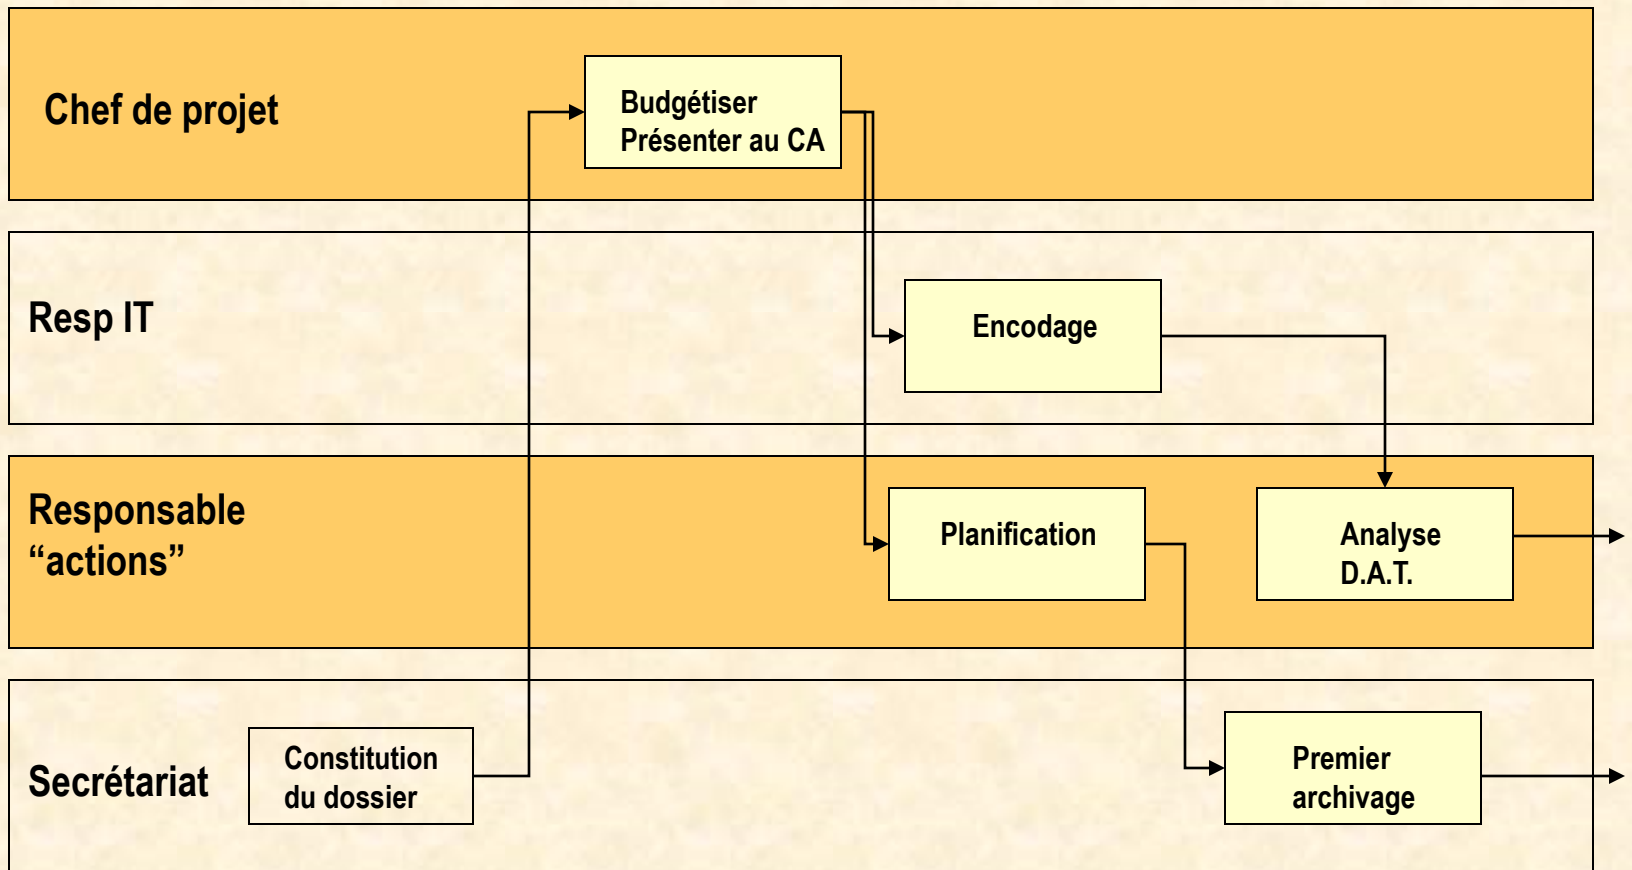 Chef de projet
Budgétiser
Présenter au CA
Resp IT
Encodage
Responsable
“actions”
Planification
Analyse
D.A.T.
Secrétariat
Constitution
du dossier
Premier
archivage